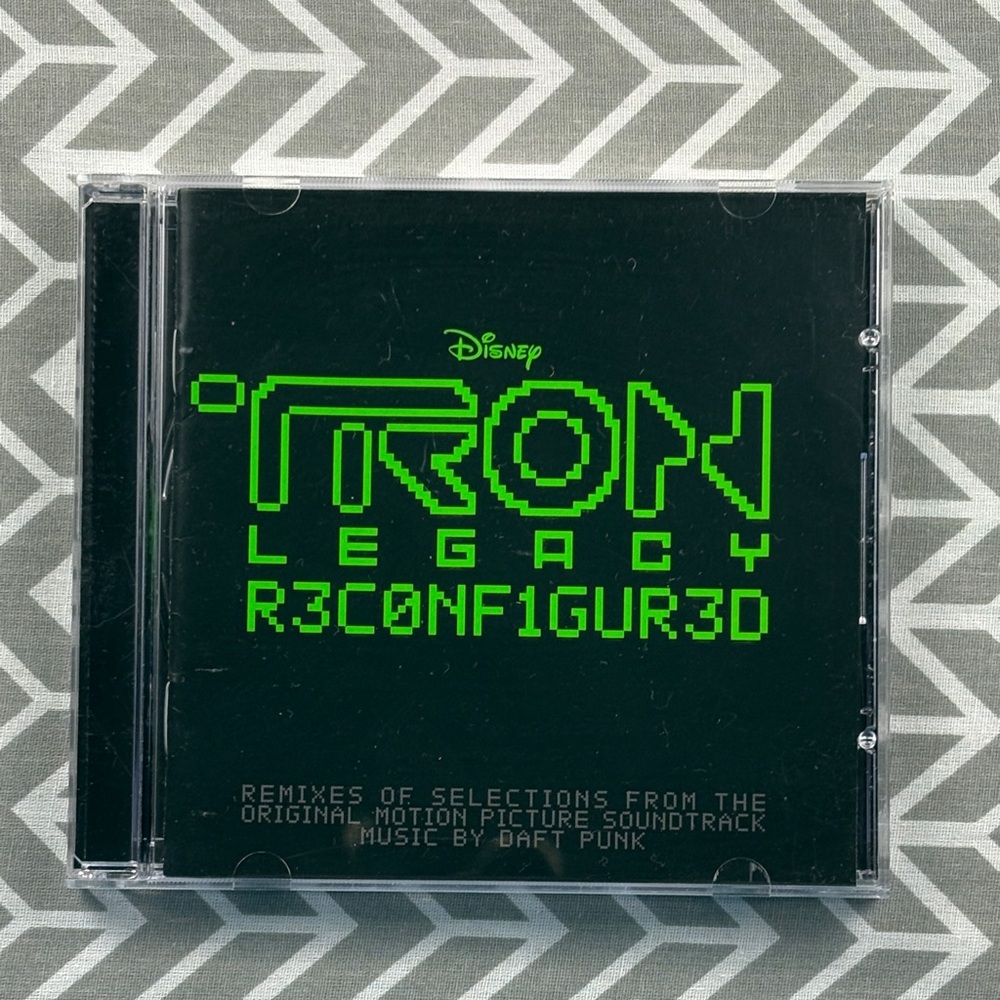 Disney
TRON
LEGACY
R3C0NF1GUR3D
REMIXES OF SELECTIONS FROM THE
ORIGINAL MOTION PICTURE SOUNDTRACK
MUSIC BY DAFT PUNK